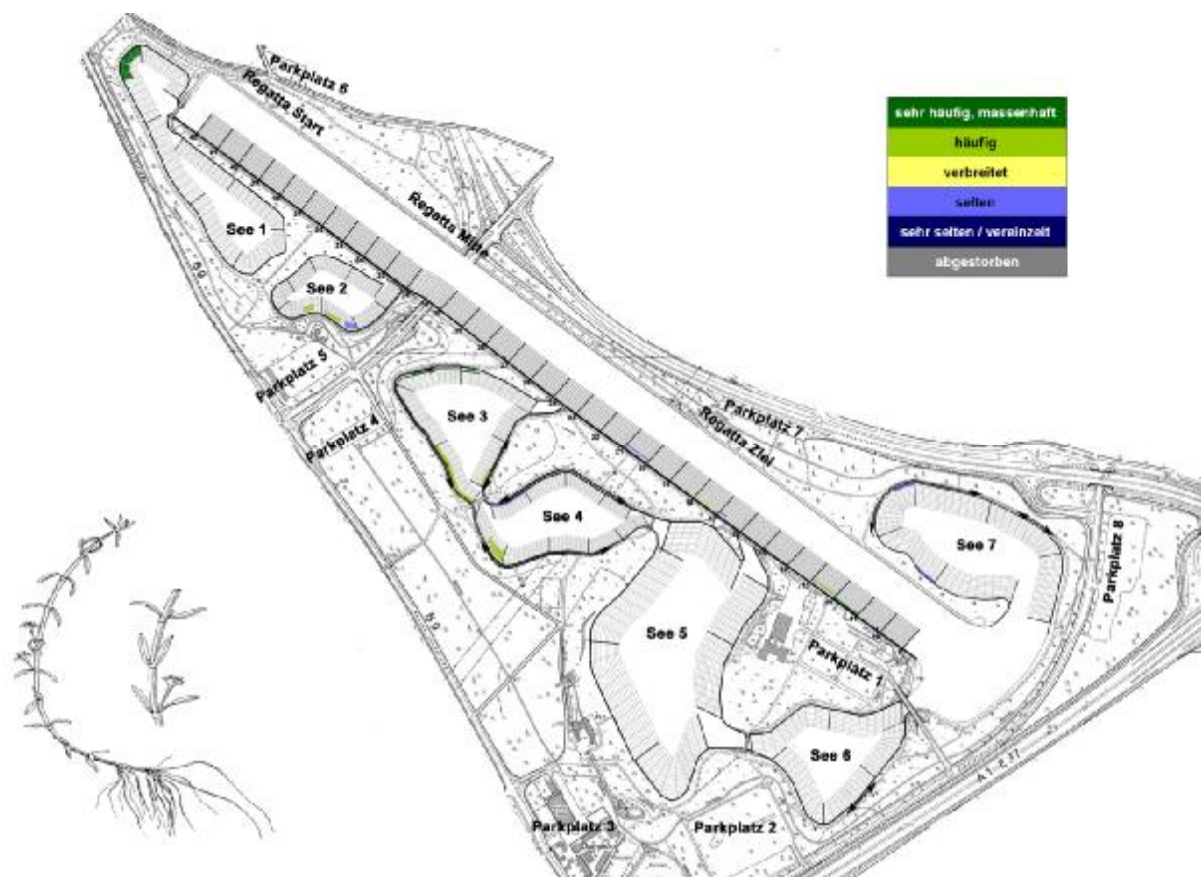 Parkplatz 6
Regatta Start
Regatta Mitte
sehr häufig, massenhaft
häufig
verbreitet
selten
sehr selten / vereinzelt
abgestorben
See 1
See 2
Parkplatz 5
Parkplatz 4
See 3
Parkplatz 7
Regatta Ziel
See 4
See 7
Parkplatz 8
See 5
Parkplatz 1
See 6
Parkplatz 3
Parkplatz 2